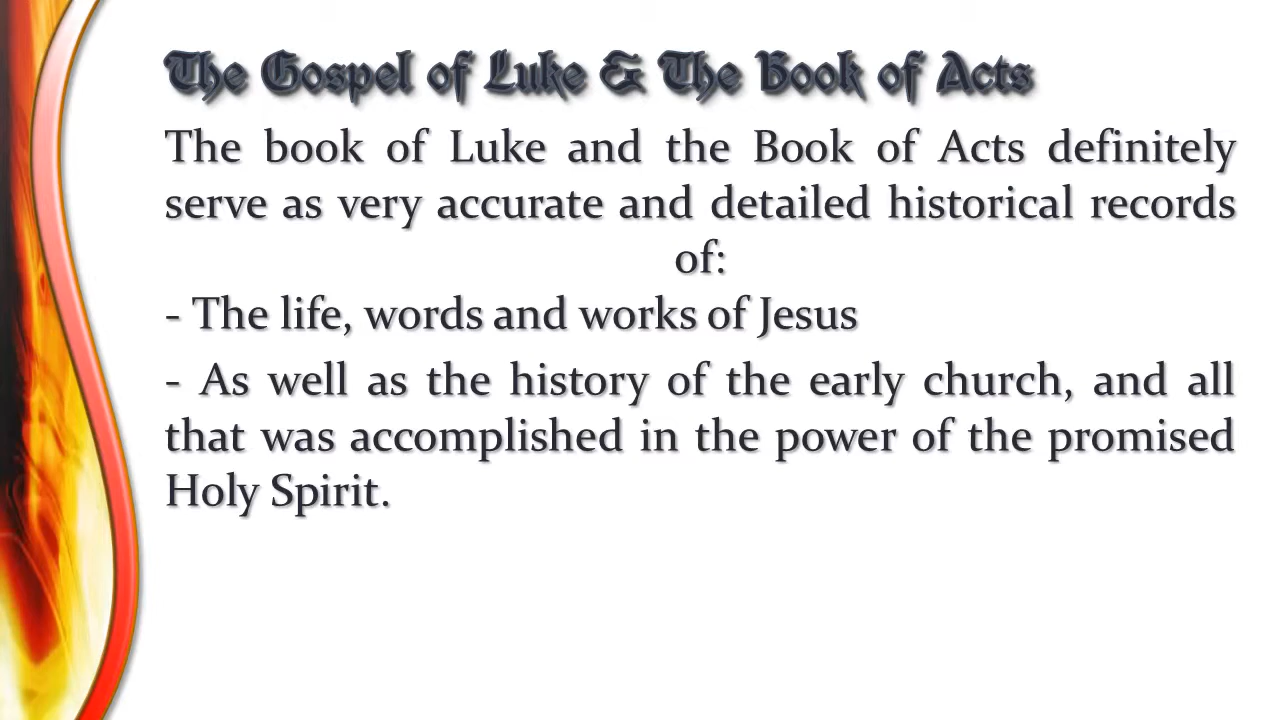 The Gospel of Luke & The Book of Acts
The book of Luke and the Book of Acts definitely
serve as very accurate and detailed historical records
of:
- The life, words and works of Jesus
- As well as the history of the early church, and all
that was accomplished in the power of the promised
Holy Spirit.